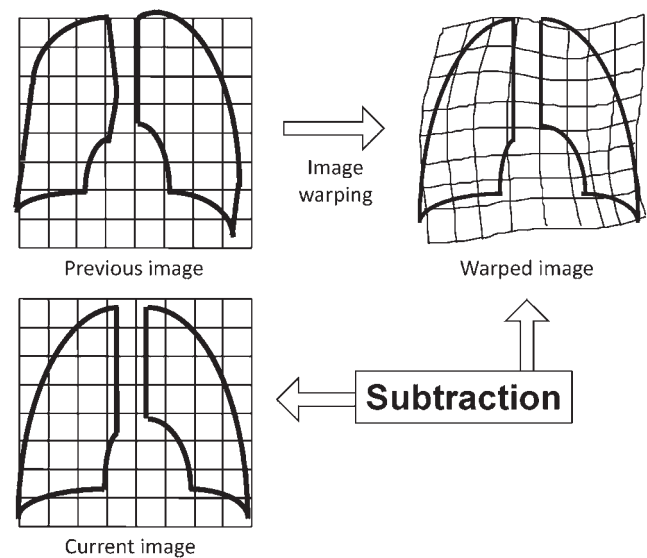 Image
warping
Previous image
Warped image
Subtraction
Current image